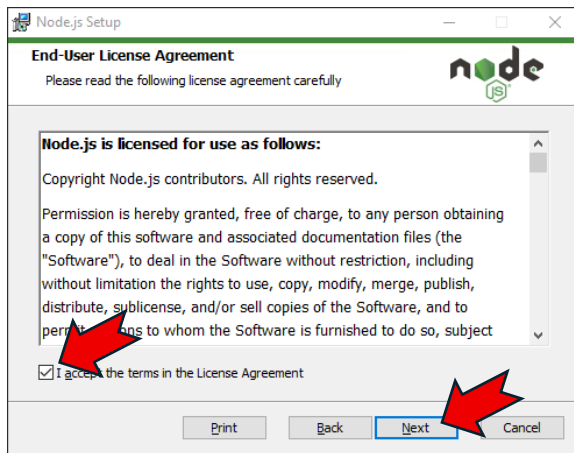 Node.js Setup
End-User License Agreement
Please read the following license agreement carefully
node
JS
Node.js is licensed for use as follows:
Copyright Node.js contributors. All rights reserved.
Permission is hereby granted, free of charge, to any person obtaining
a copy of this software and associated documentation files (the
"Software"), to deal in the Software without restriction, including
without limitation the rights to use, copy, modify, merge, publish,
distribute, sublicense, and/or sell copies of the Software, and to
to whom the Software is furnished to do so, subject
I accept the terms in the License Agreement
Print Back Next Cancel